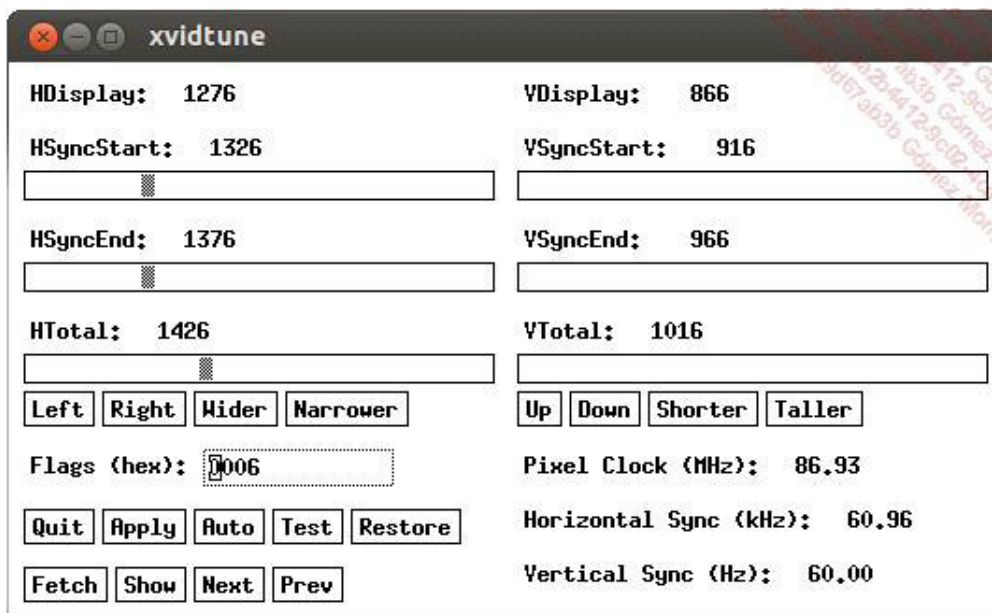 xvidtune
HDisplay: 1276
VDisplay: 866
HSyncStart: 1326
VSyncStart: 916
HSyncEnd: 1376
VSyncEnd: 966
HTotal: 1426
VTotal: 1016
Left Right Wider Narrower
Up Down Shorter Taller
Flags (hex): 0006
Pixel Clock (MHz): 86.93
Quit Apply Auto Test Restore
Horizontal Sync (kHz): 60.96
Fetch Show Next Prev
Vertical Sync (Hz): 60.00